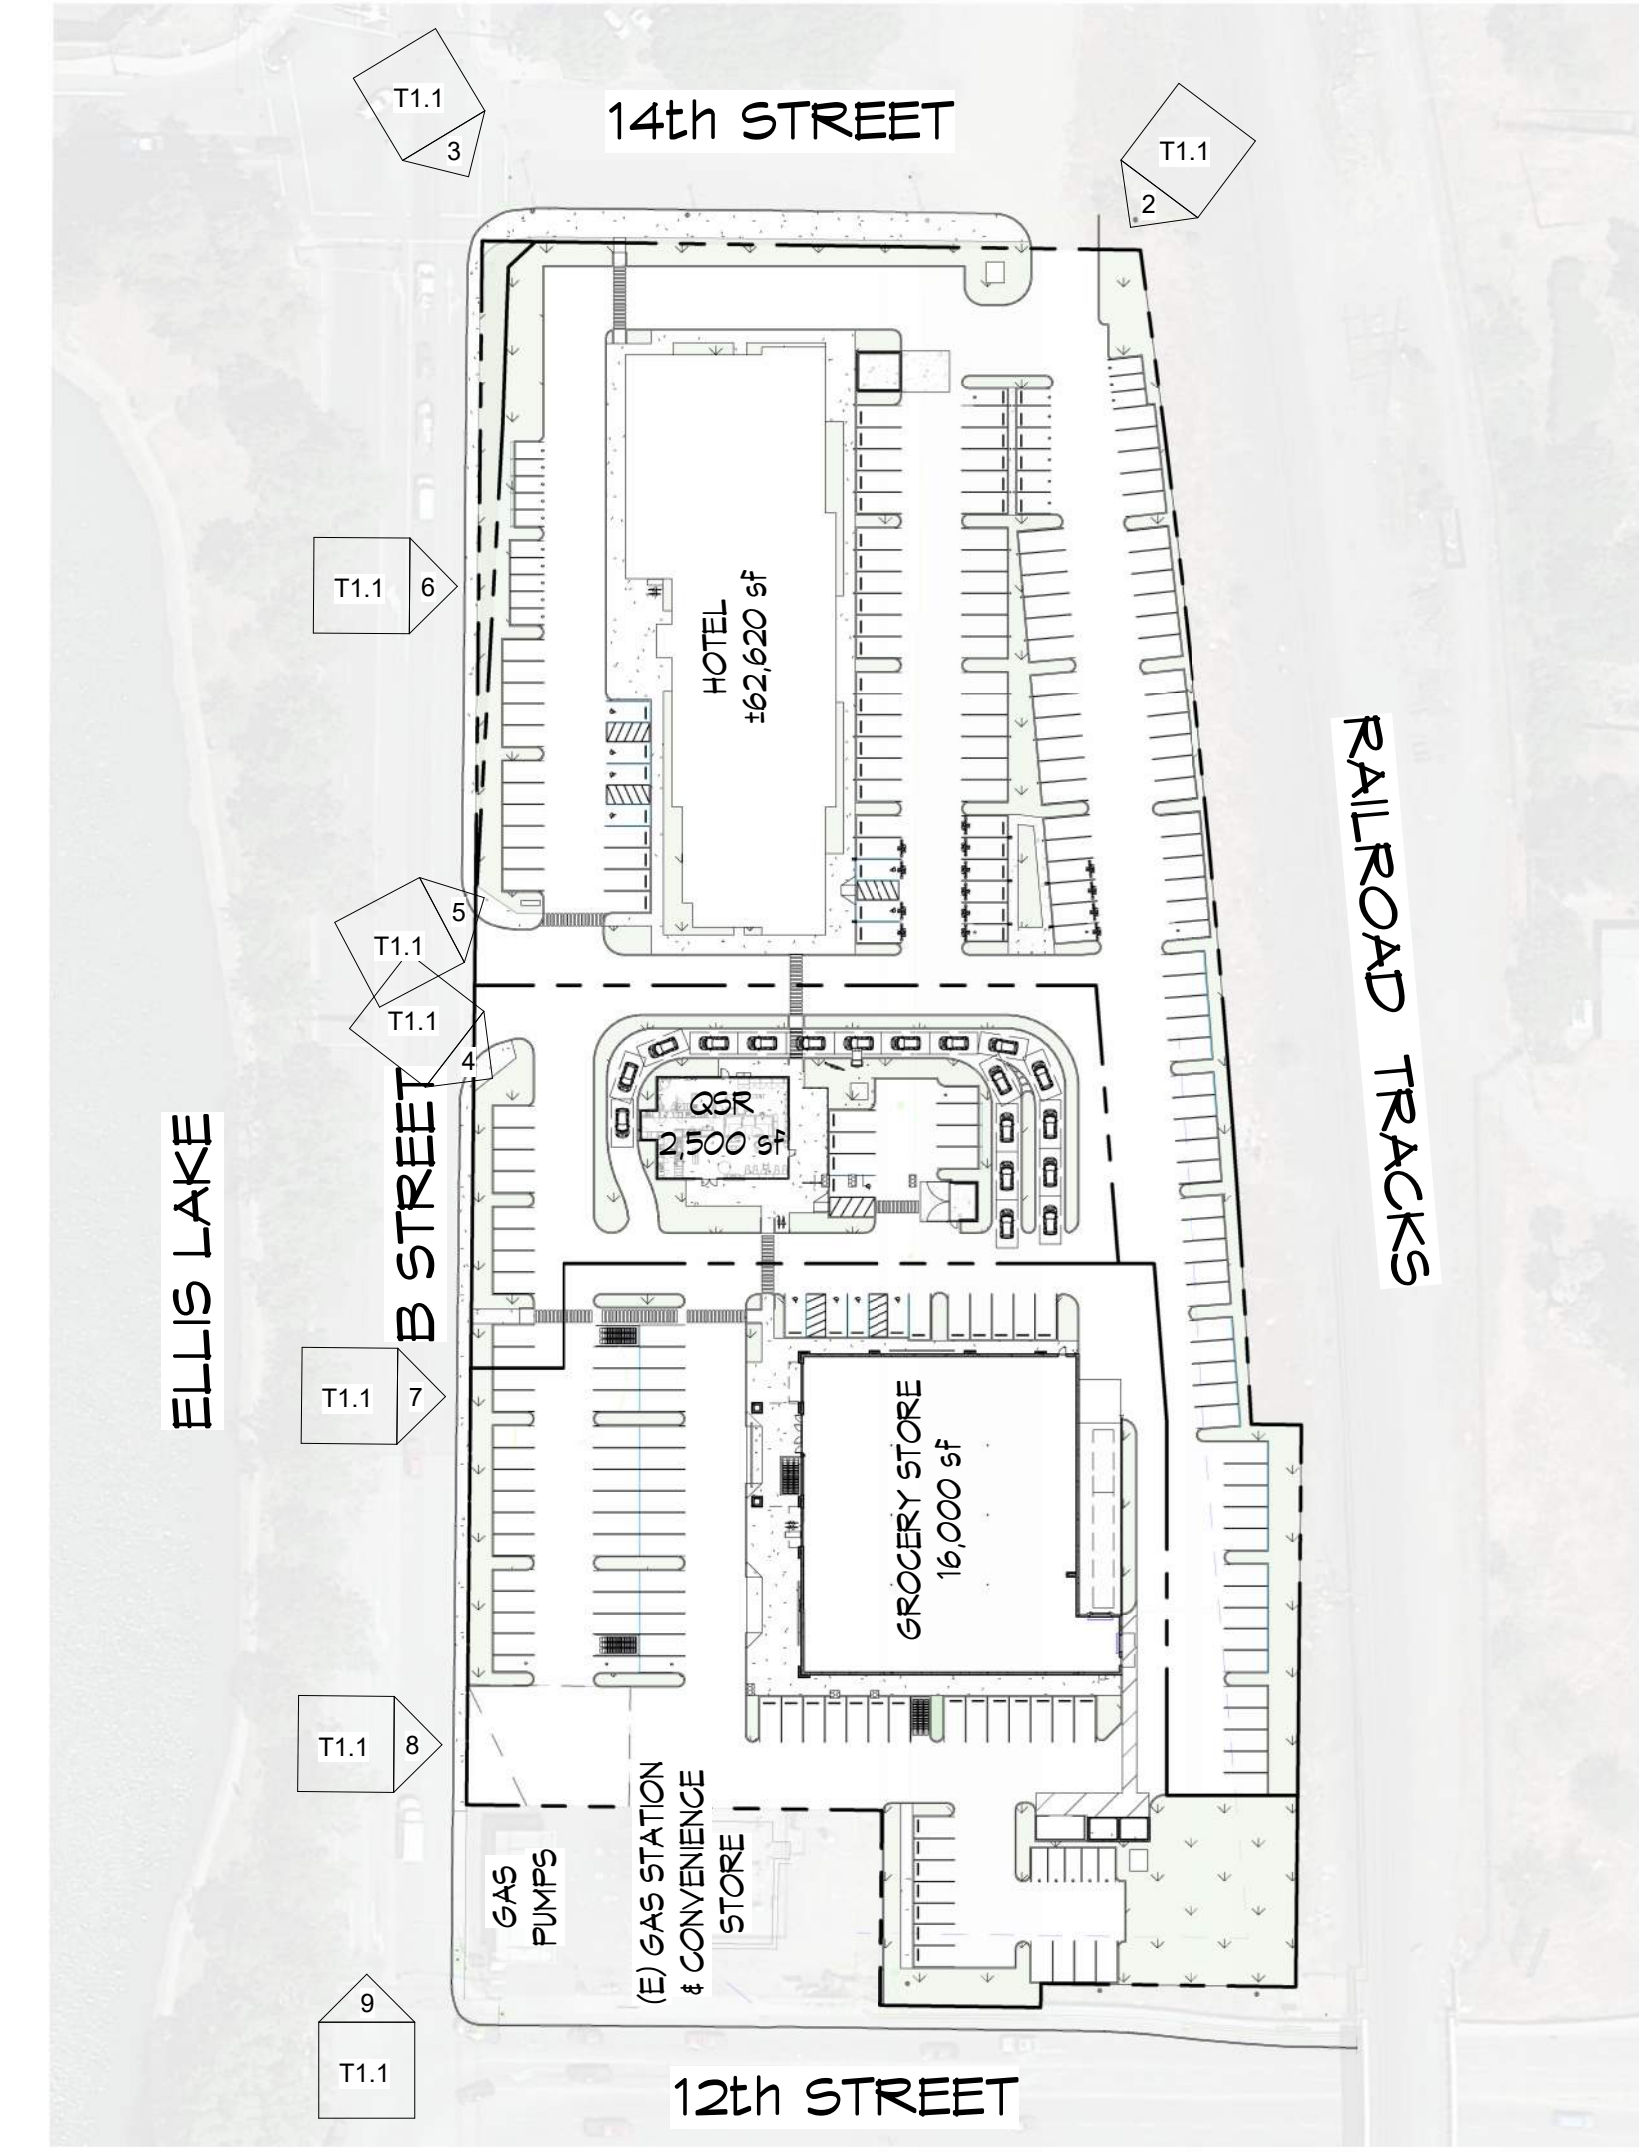 T1.1
3
14th STREET
T1.1
2
T1.1
6
HOTEL
±62,620 sf
RAILROAD TRACKS
5
T1.1
T1.1
4
B STREET
ELLIS LAKE
QSR
2,500 sf
T1.1
7
GROCERY STORE
16,000 sf
T1.1
8
GAS
PUMPS
(E) GAS STATION
& CONVENIENCE
STORE
9
T1.1
12th STREET